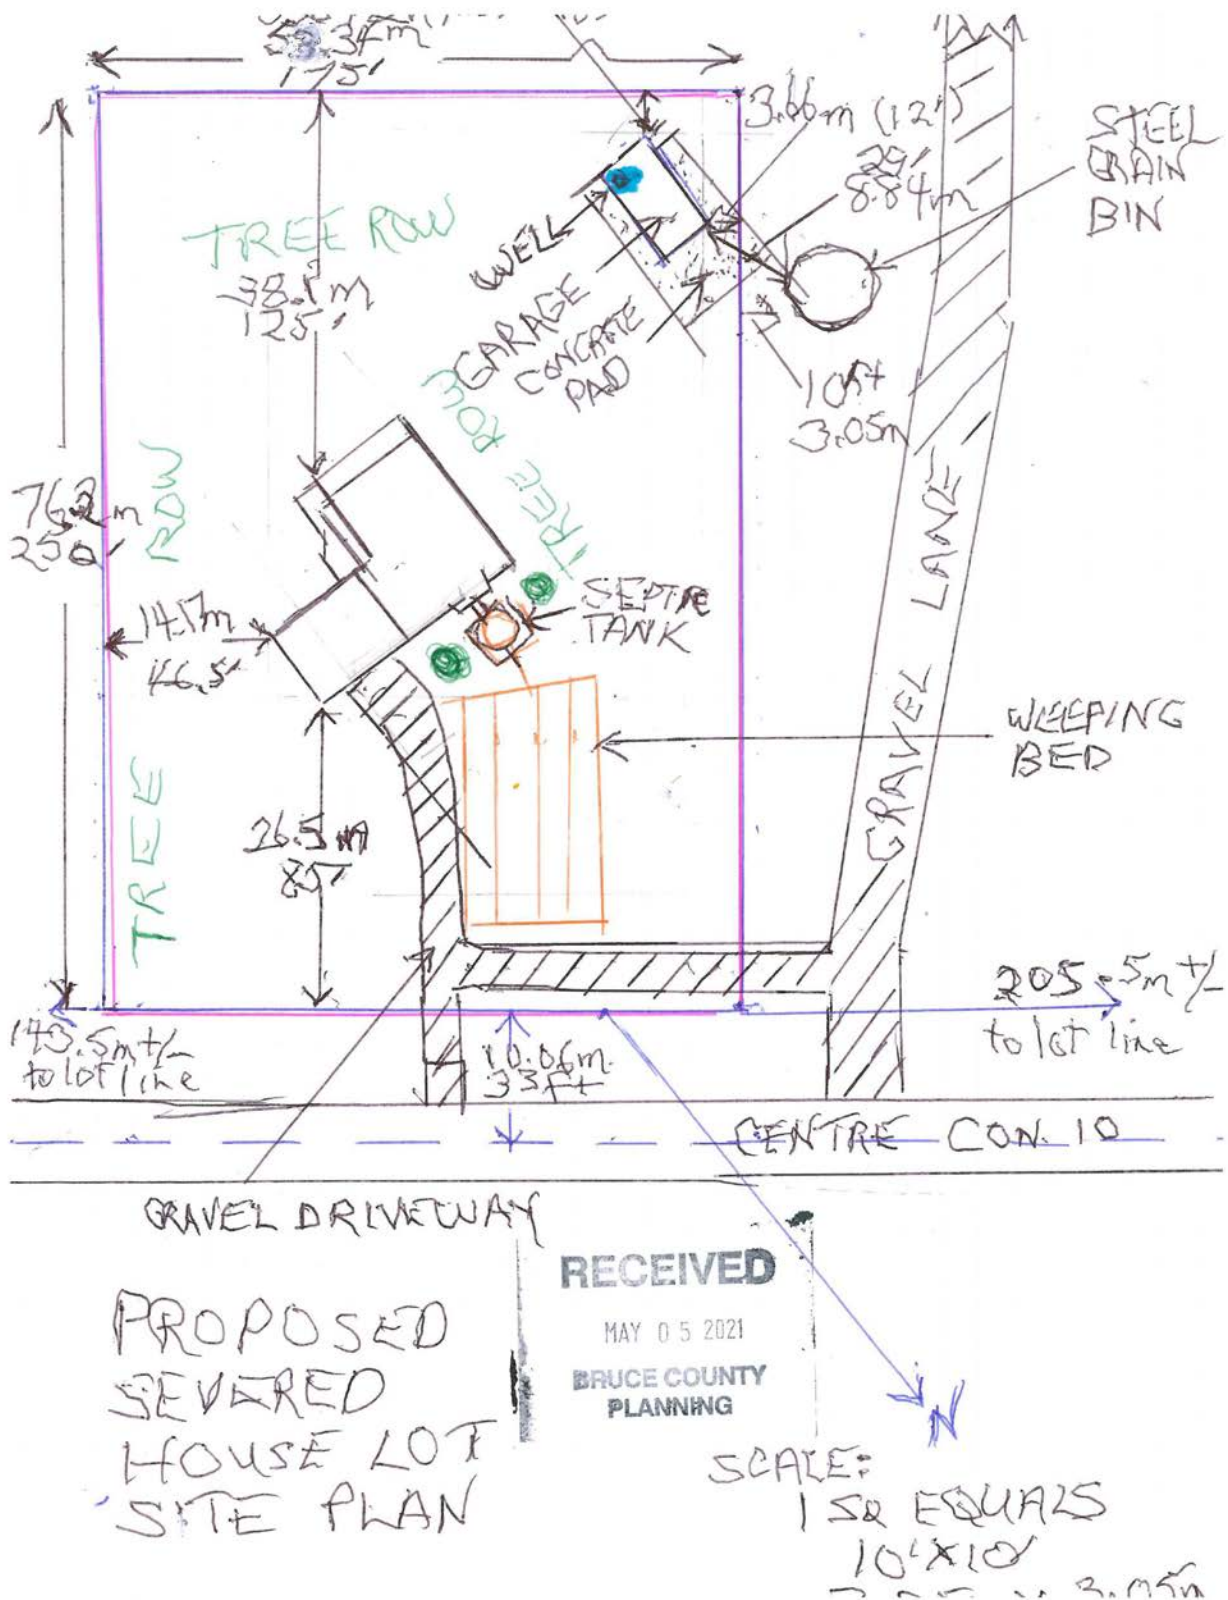 53.34m
175'
3.66m (12')
29'
8.84m
STEEL
GRAIN
BIN
TREE ROW
38.1m
125'
WELL
GARAGE
CONCRETE
PAD
10ft
3.05m
TREE ROW
76.2m
250'
TREE ROW
14.17m
46.5'
SEPTIC
TANK
GRAVEL LANE
WEEPING
BED
26.5m
85'
205.5m +/-
to lot line
143.5m +/-
to lot line
10.06m
33ft
CENTRE CON. 10
GRAVEL DRIVEWAY
RECEIVED
MAY 05 2021
BRUCE COUNTY
PLANNING
PROPOSED
SEVERED
HOUSE LOT
SITE PLAN
N
SCALE:
1 SQ EQUALS
10'X10'